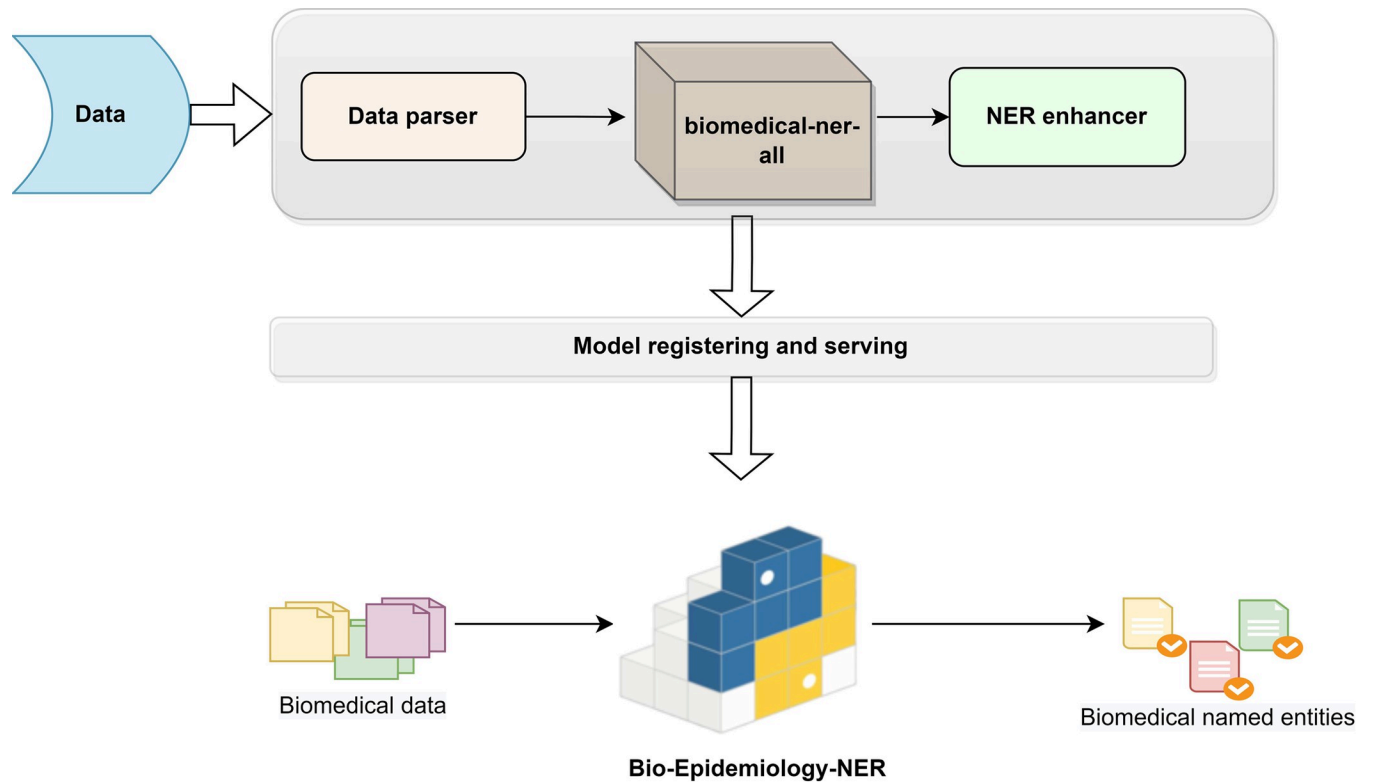 Data
Data parser
biomedical-ner-
all
NER enhancer
Model registering and serving
Biomedical data
Biomedical named entities
Bio-Epidemiology-NER